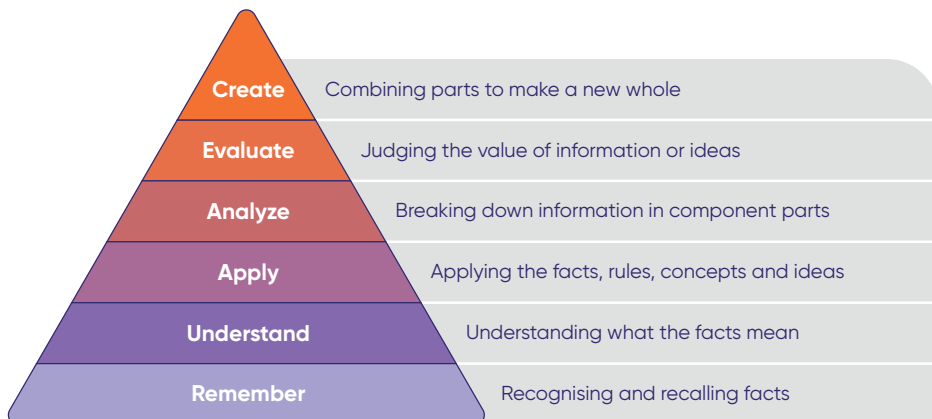 Create Combining parts to make a new whole
Evaluate Judging the value of information or ideas
Analyze Breaking down information in component parts
Apply Applying the facts, rules, concepts and ideas
Understand Understanding what the facts mean
Remember Recognising and recalling facts